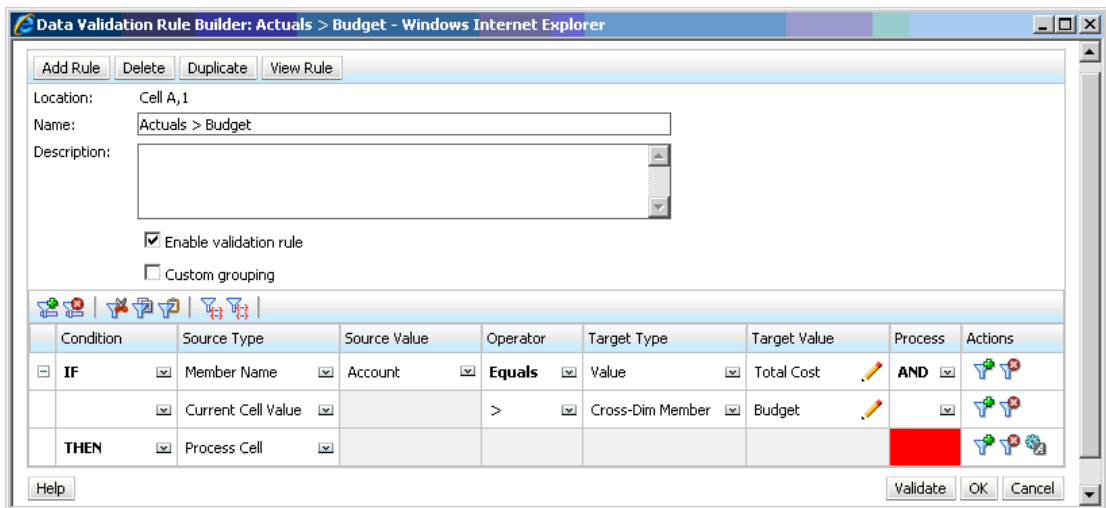 Data Validation Rule Builder: Actuals > Budget - Windows Internet Explorer
Add Rule Delete Duplicate View Rule
Location: Cell A,1
Name: Actuals > Budget
Description:
Enable validation rule
Custom grouping
Condition Source Type Source Value Operator Target Type Target Value Process Actions
IF Member Name Account Equals Value Total Cost AND
Current Cell Value > Cross-Dim Member Budget
THEN Process Cell
Help Validate OK Cancel